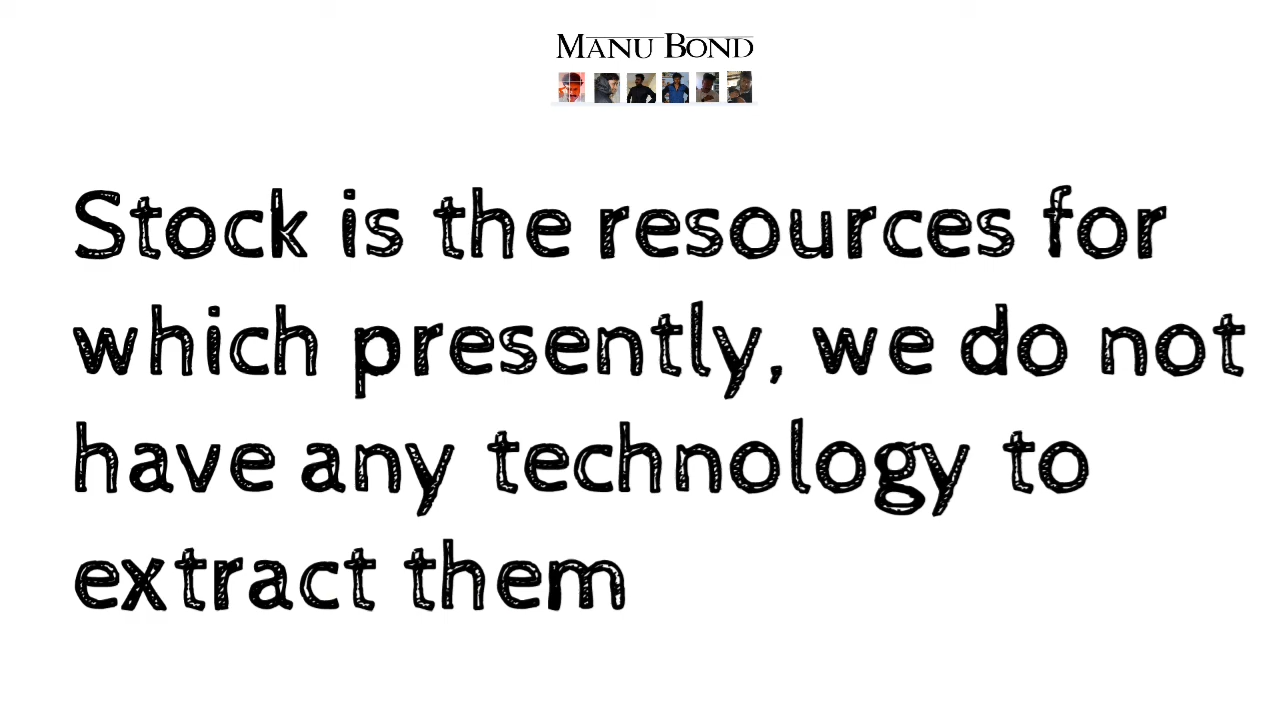 MANU BOND
Stock is the resources for
which presently, we do not
have any technology to
extract them